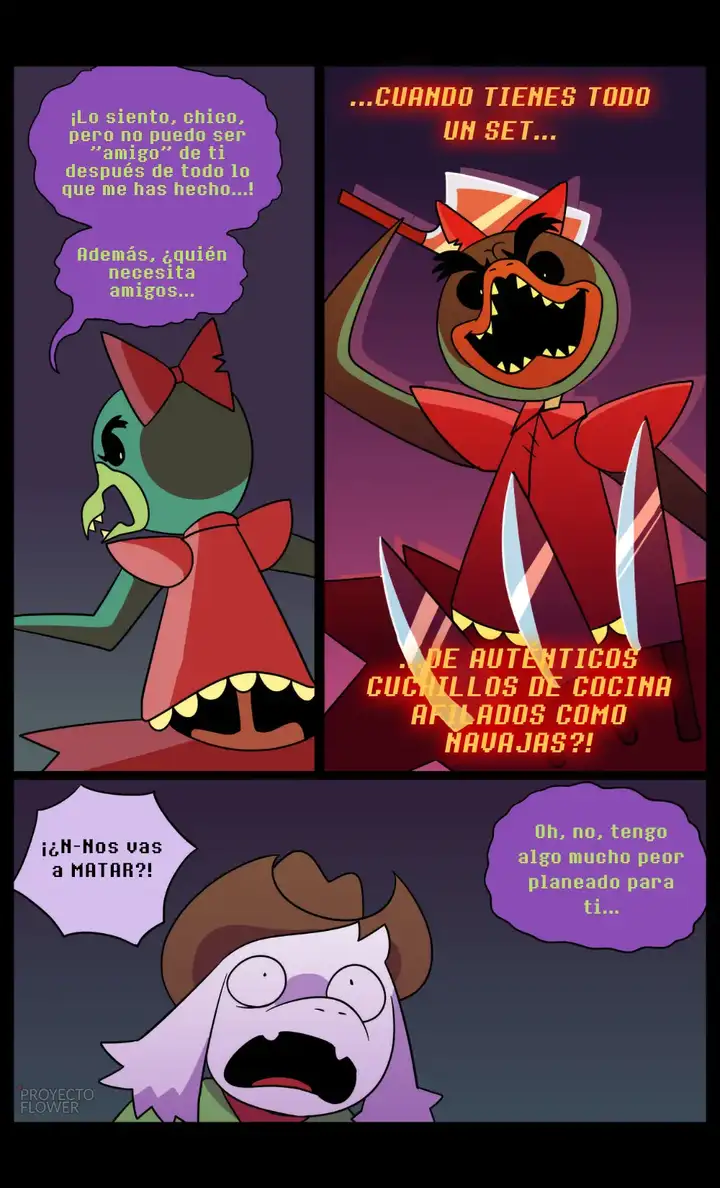 ¡Lo siento, chico,
pero no puedo ser
"amigo" de ti
después de todo lo
que me has hecho...!
Además, ¿quién
necesita
amigos...
...CUANDO TIENES TODO
UN SET...
...DE AUTÉNTICOS
CUCHILLOS DE COCINA
AFILADOS COMO
NAVAJAS?!
¡¿N-Nos vas
a MATAR?!
Oh, no, tengo
algo mucho peor
planeado para
ti...
PROYECTO
FLOWER